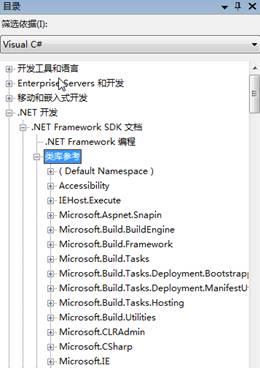 目录
筛选依据(F):
Visual C#
开发工具和语言
Enterprise Servers 和开发
移动和嵌入式开发
.NET 开发
.NET Framework SDK 文档
.NET Framework 编程
类库参考
( Default Namespace )
Accessibility
IEHost.Execute
Microsoft.Aspnet.Snapin
Microsoft.Build.BuildEngine
Microsoft.Build.Framework
Microsoft.Build.Tasks
Microsoft.Build.Tasks.Deployment.Bootstrapp
Microsoft.Build.Tasks.Deployment.ManifestUt
Microsoft.Build.Tasks.Hosting
Microsoft.Build.Utilities
Microsoft.CLRAdmin
Microsoft.CSharp
Microsoft.IE